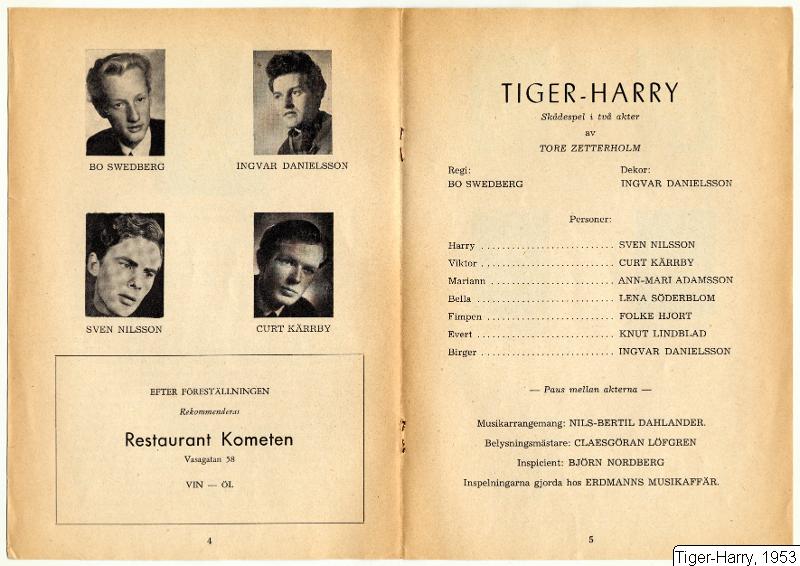 BO SWEDBERG
INGVAR DANIELSSON
SVEN NILSSON
CURT KÄRRBY
EFTER FÖRESTÄLLNINGEN
Rekommenderas
Restaurant Kometen
Vasagatan 58
VIN — ÖL
4
TIGER-HARRY
Skådespel i två akter
av
TORE ZETTERHOLM
Regi:
BO SWEDBERG
Dekor:
INGVAR DANIELSSON
Personer:
Harry ........................... SVEN NILSSON
Viktor ........................... CURT KÄRRBY
Mariann ........................... ANN-MARI ADAMSSON
Bella ........................... LENA SÖDERBLOM
Fimpen ........................... FOLKE HJORT
Evert ........................... KNUT LINDBLAD
Birger ........................... INGVAR DANIELSSON
— Paus mellan akterna —
Musikarrangemang: NILS-BERTIL DAHLANDER.
Belysningsmästare: CLAESGÖRAN LÖFGREN
Inspicient: BJÖRN NORDBERG
Inspelningarna gjorda hos ERDMANNS MUSIKAFFÄR.
5
Tiger-Harry, 1953